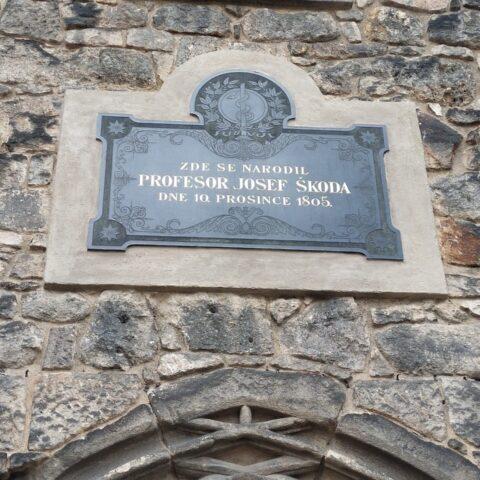 ZDE SE NARODIL
PROFESOR JOSEF ŠKODA
DNE 10. PROSINCE 1805.